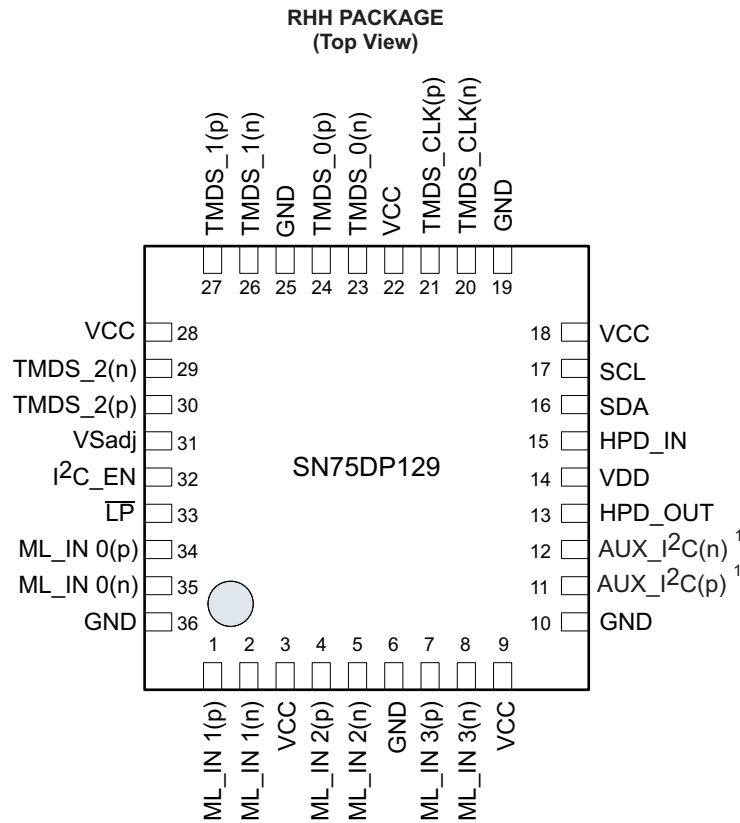 RHH PACKAGE
(Top View)
TMDS_1(p)
TMDS_1(n)
GND
TMDS_0(p)
TMDS_0(n)
VCC
TMDS_CLK(p)
TMDS_CLK(n)
GND
27 26 25 24 23 22 21 20 19
VCC 28
TMDS_2(n) 29
TMDS_2(p) 30
VSadj 31
I²C_EN 32
L̅P̅ 33
ML_IN 0(p) 34
ML_IN 0(n) 35
GND 36
SN75DP129
18 VCC
17 SCL
16 SDA
15 HPD_IN
14 VDD
13 HPD_OUT
12 AUX_I²C(n) ¹
11 AUX_I²C(p) ¹
10 GND
1 2 3 4 5 6 7 8 9
ML_IN 1(p)
ML_IN 1(n)
VCC
ML_IN 2(p)
ML_IN 2(n)
GND
ML_IN 3(p)
ML_IN 3(n)
VCC